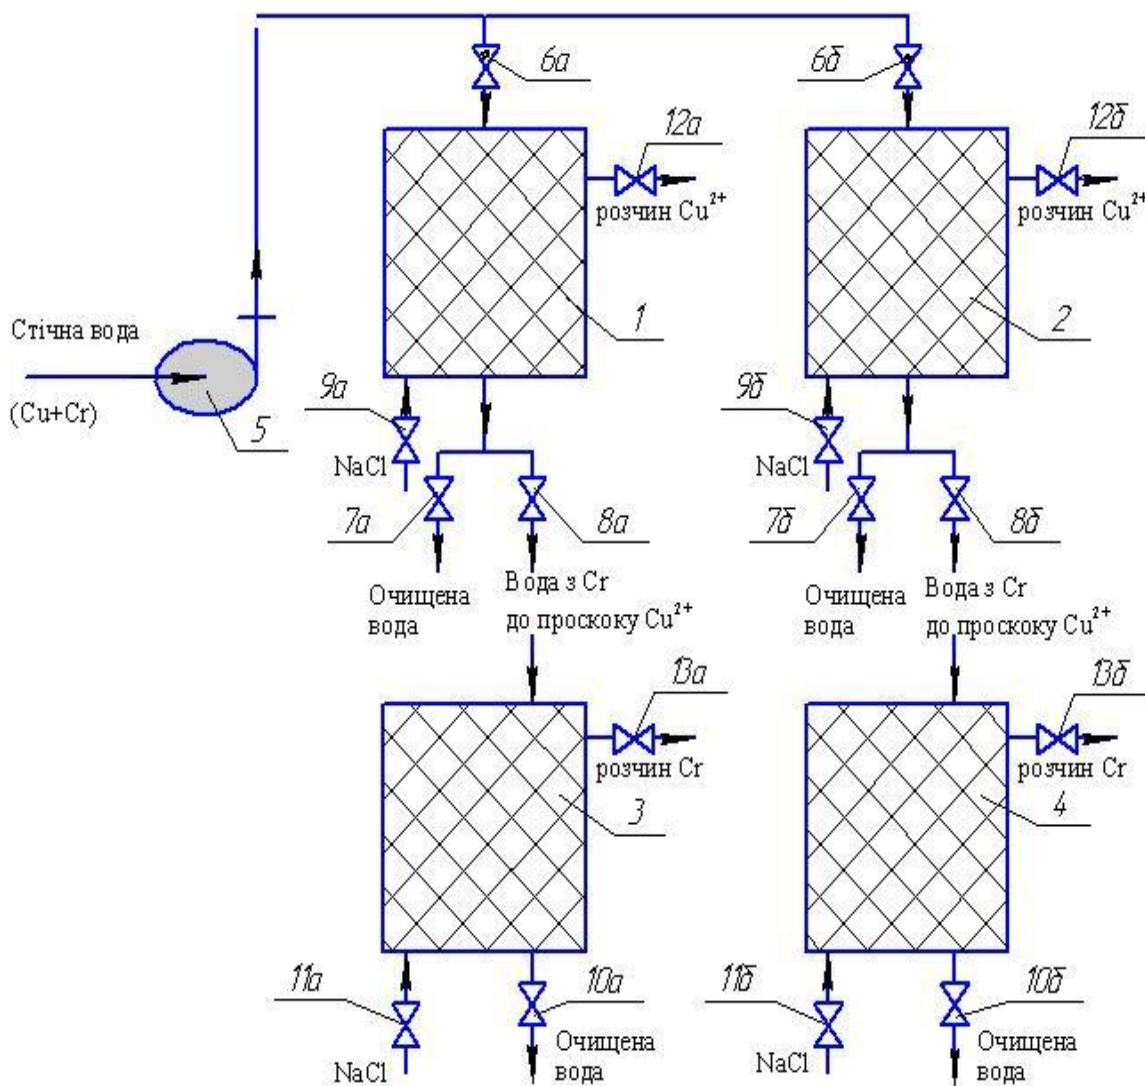 6а
6б
12а
12б
розчин Cu²⁺
розчин Cu²⁺
1
2
Стічна вода
(Cu+Cr)
5
9а
9б
NaCl
NaCl
7а
8а
7б
8б
Очищена
вода
Вода з Cr
до проскоку Cu²⁺
Очищена
вода
Вода з Cr
до проскоку Cu²⁺
13а
13б
розчин Cr
розчин Cr
3
4
11а
10а
11б
10б
NaCl
Очищена
вода
NaCl
Очищена
вода